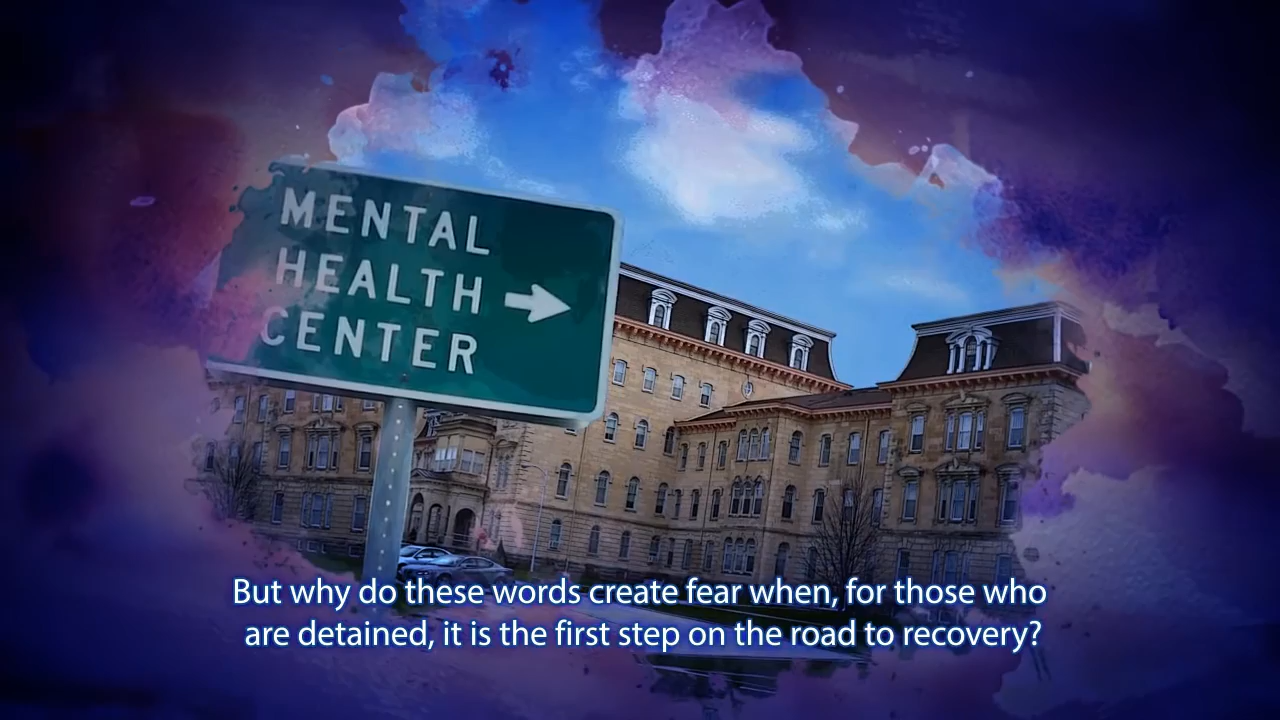 MENTAL
HEALTH
CENTER
But why do these words create fear when, for those who
are detained, it is the first step on the road to recovery?